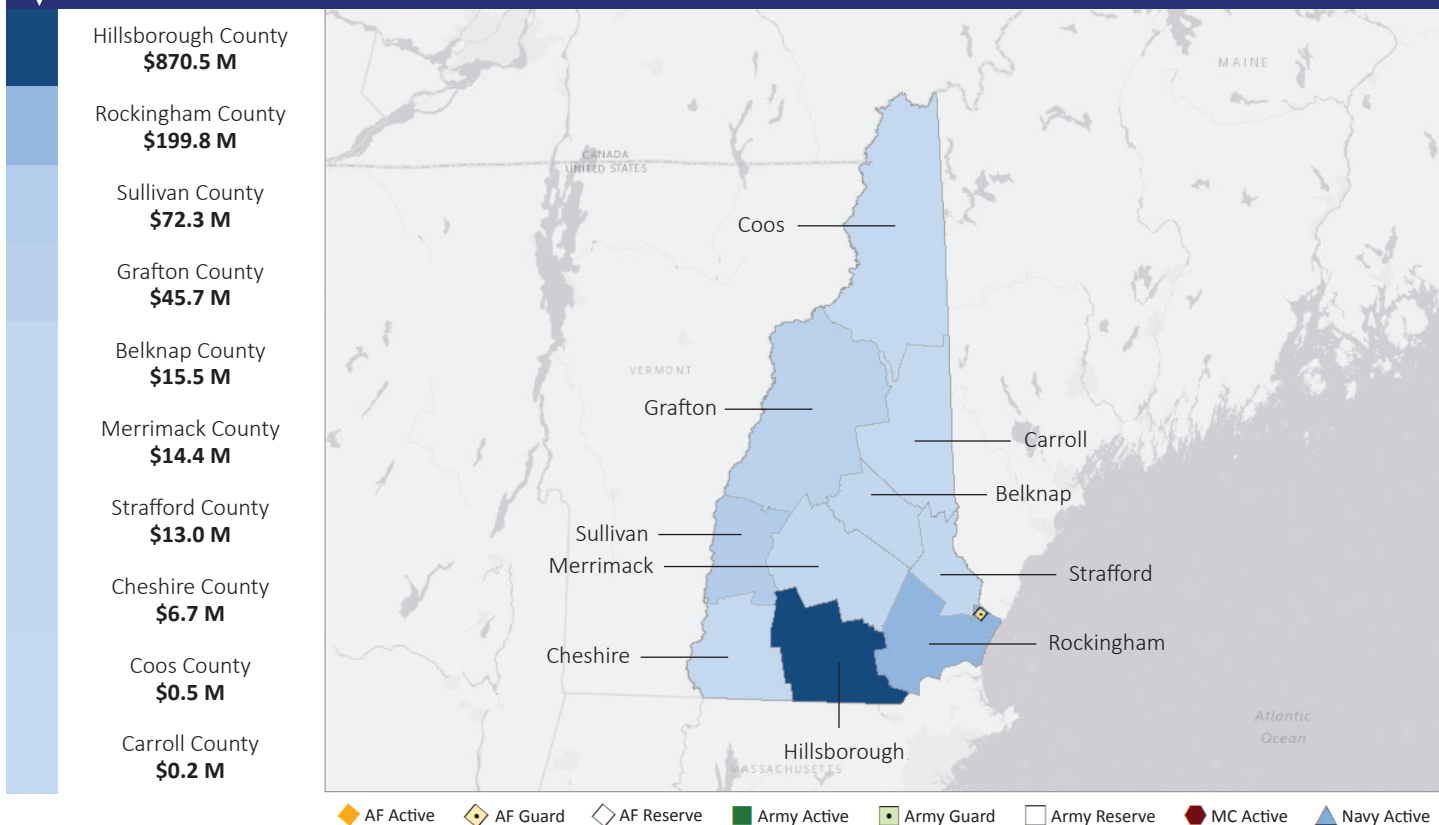 Hillsborough County
$870.5 M
Rockingham County
$199.8 M
Sullivan County
$72.3 M
Grafton County
$45.7 M
Belknap County
$15.5 M
Merrimack County
$14.4 M
Strafford County
$13.0 M
Cheshire County
$6.7 M
Coos County
$0.5 M
Carroll County
$0.2 M
MAINE
CANADA
UNITED STATES
Coos
VERMONT
Grafton
Carroll
Belknap
Sullivan
Merrimack
Strafford
Rockingham
Cheshire
Atlantic
Ocean
Hillsborough
MASSACHUSETTS
AF Active
AF Guard
AF Reserve
Army Active
Army Guard
Army Reserve
MC Active
Navy Active